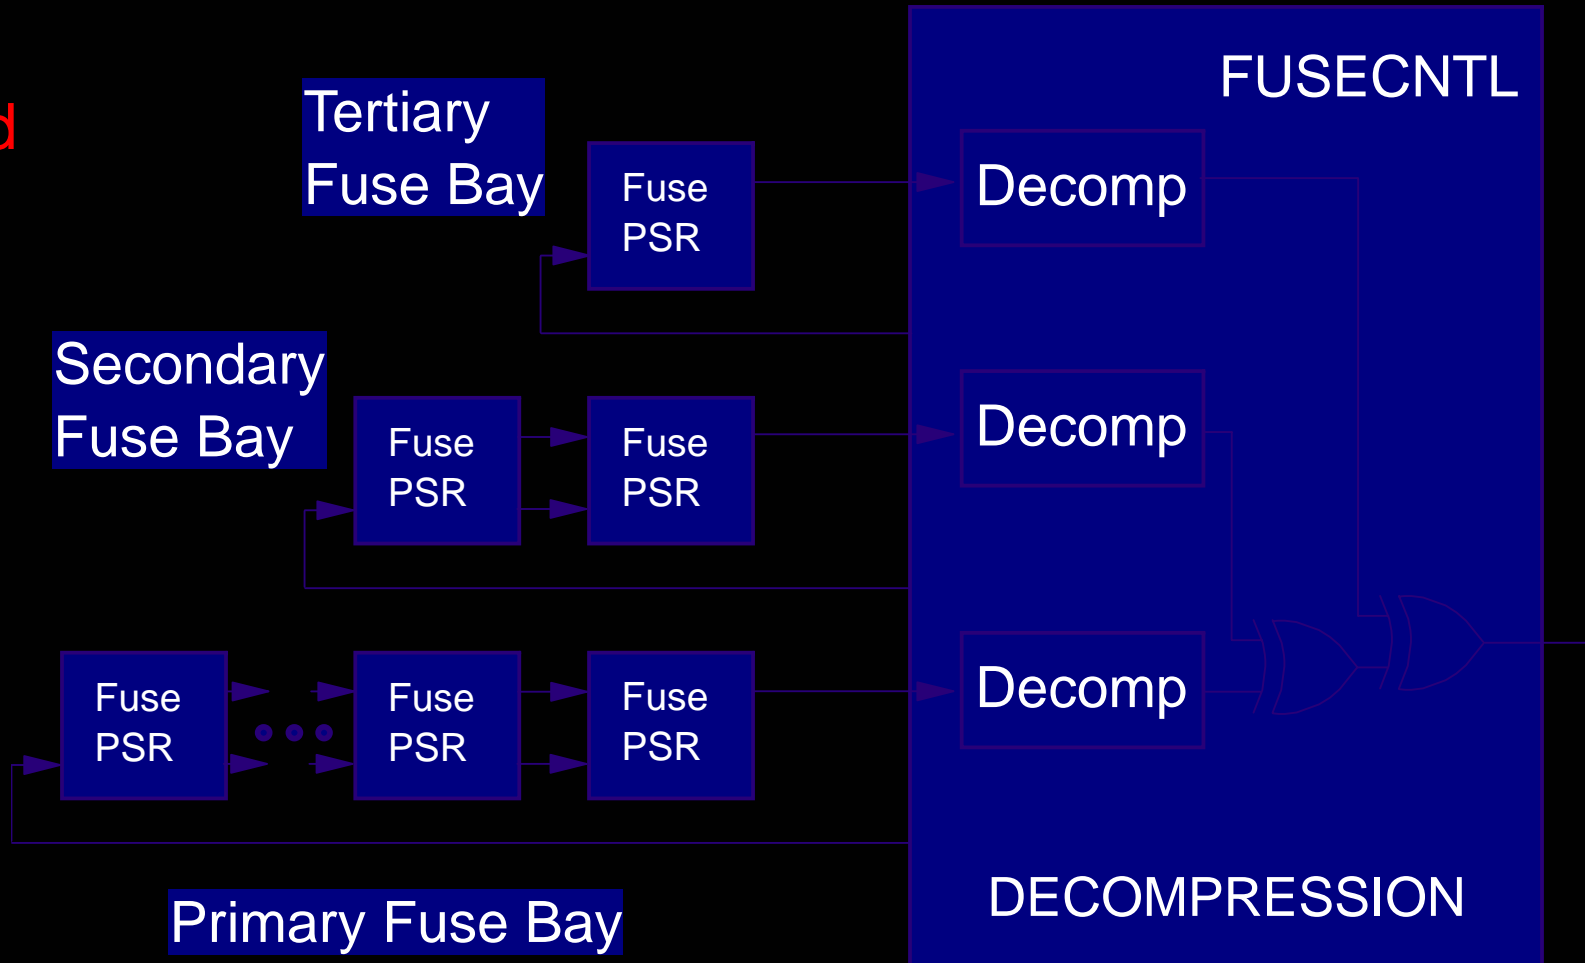 FUSECNTL
d
Tertiary
Fuse Bay
Fuse
PSR
Decomp
Secondary
Fuse Bay
Fuse
PSR
Fuse
PSR
Decomp
Fuse
PSR
Fuse
PSR
Fuse
PSR
Decomp
Primary Fuse Bay
DECOMPRESSION